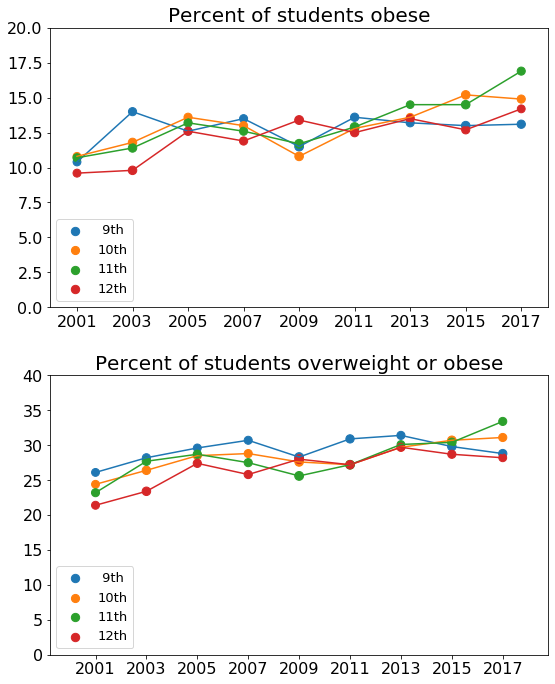 Percent of students obese
20.0
17.5
15.0
12.5
10.0
7.5
5.0
2.5
0.0
9th
10th
11th
12th
2001 2003 2005 2007 2009 2011 2013 2015 2017
Percent of students overweight or obese
40
35
30
25
20
15
10
5
0
9th
10th
11th
12th
2001 2003 2005 2007 2009 2011 2013 2015 2017